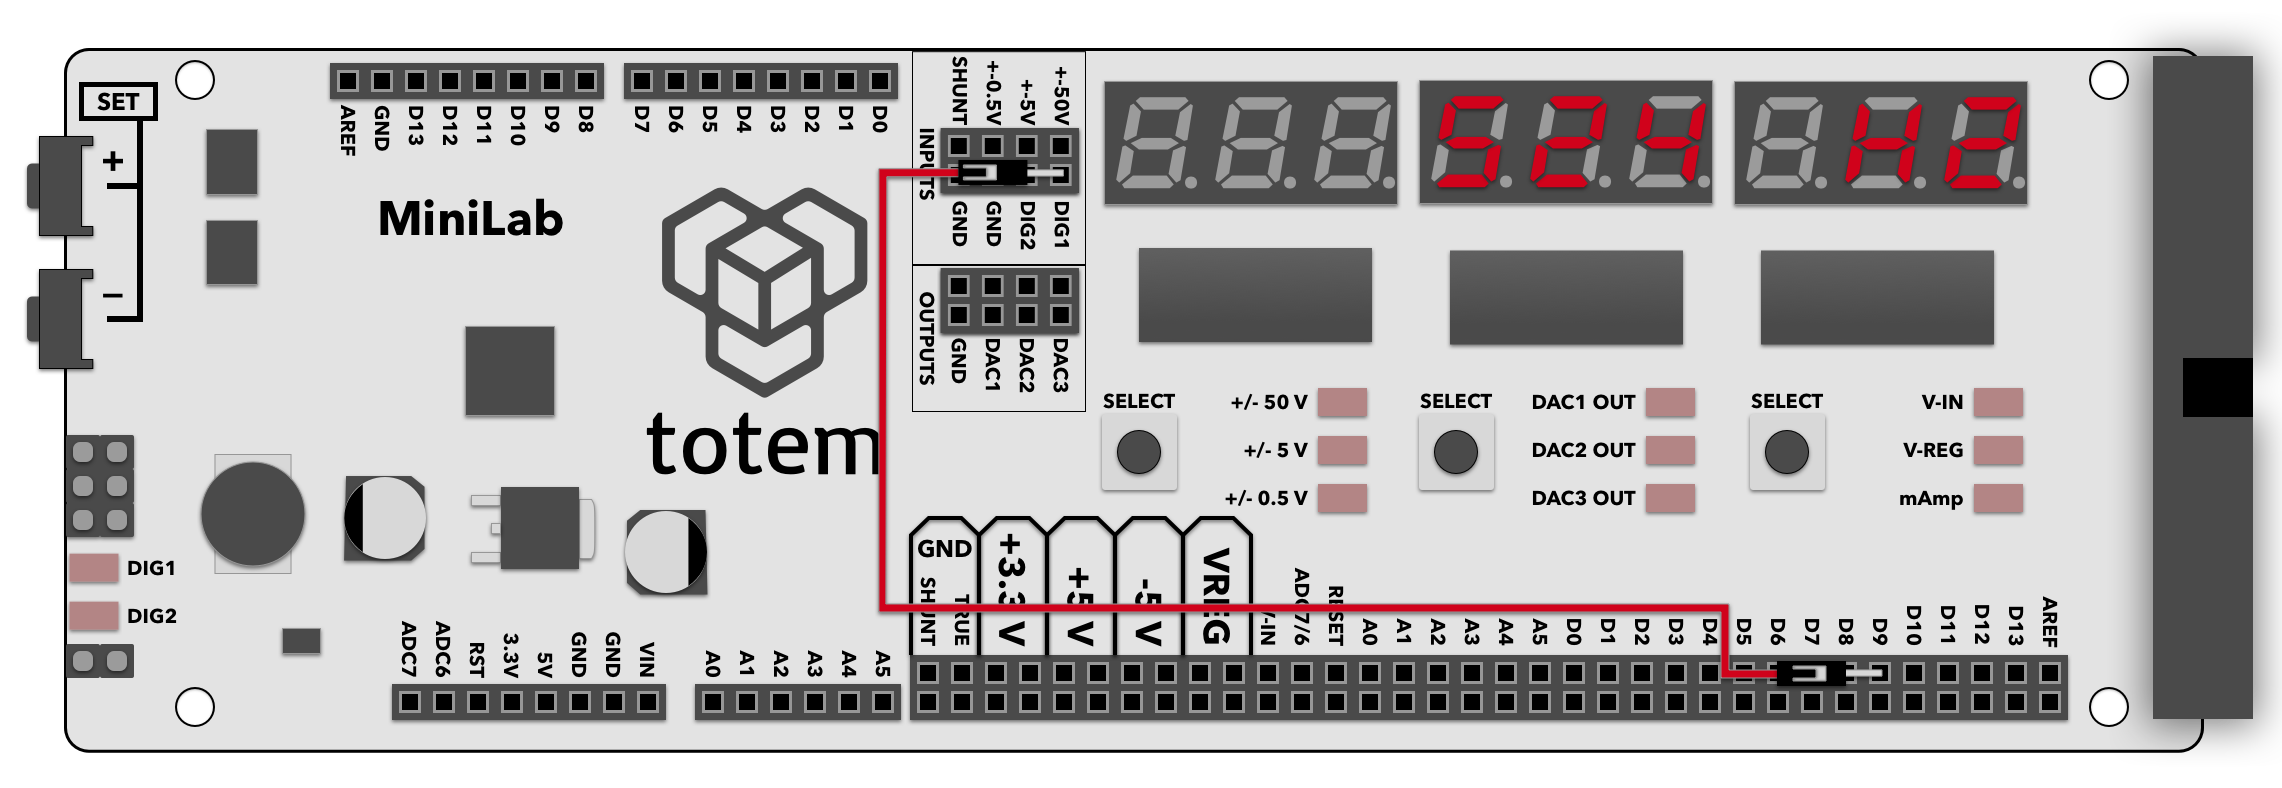 SET
+
−
AREF GND D13 D12 D11 D10 D9 D8
D7 D6 D5 D4 D3 D2 D1 D0
SHUNT +-0.5V +-5V +-50V
INPUTS
GND GND DIG2 DIG1
OUTPUTS
GND DAC1 DAC2 DAC3
524
H2
MiniLab
totem
SELECT
+/- 50 V
+/- 5 V
+/- 0.5 V
SELECT
DAC1 OUT
DAC2 OUT
DAC3 OUT
SELECT
V-IN
V-REG
mAmp
DIG1
DIG2
GND
SHUNT TRUE
+3.3 V
+5 V
-5 V
VREG
V-IN ADC7/6 RESET A0 A1 A2 A3 A4 A5 D0 D1 D2 D3 D4 D5 D6 D7 D8 D9 D10 D11 D12 D13 AREF
ADC7 ADC6 RST 3.3V 5V GND GND VIN
A0 A1 A2 A3 A4 A5